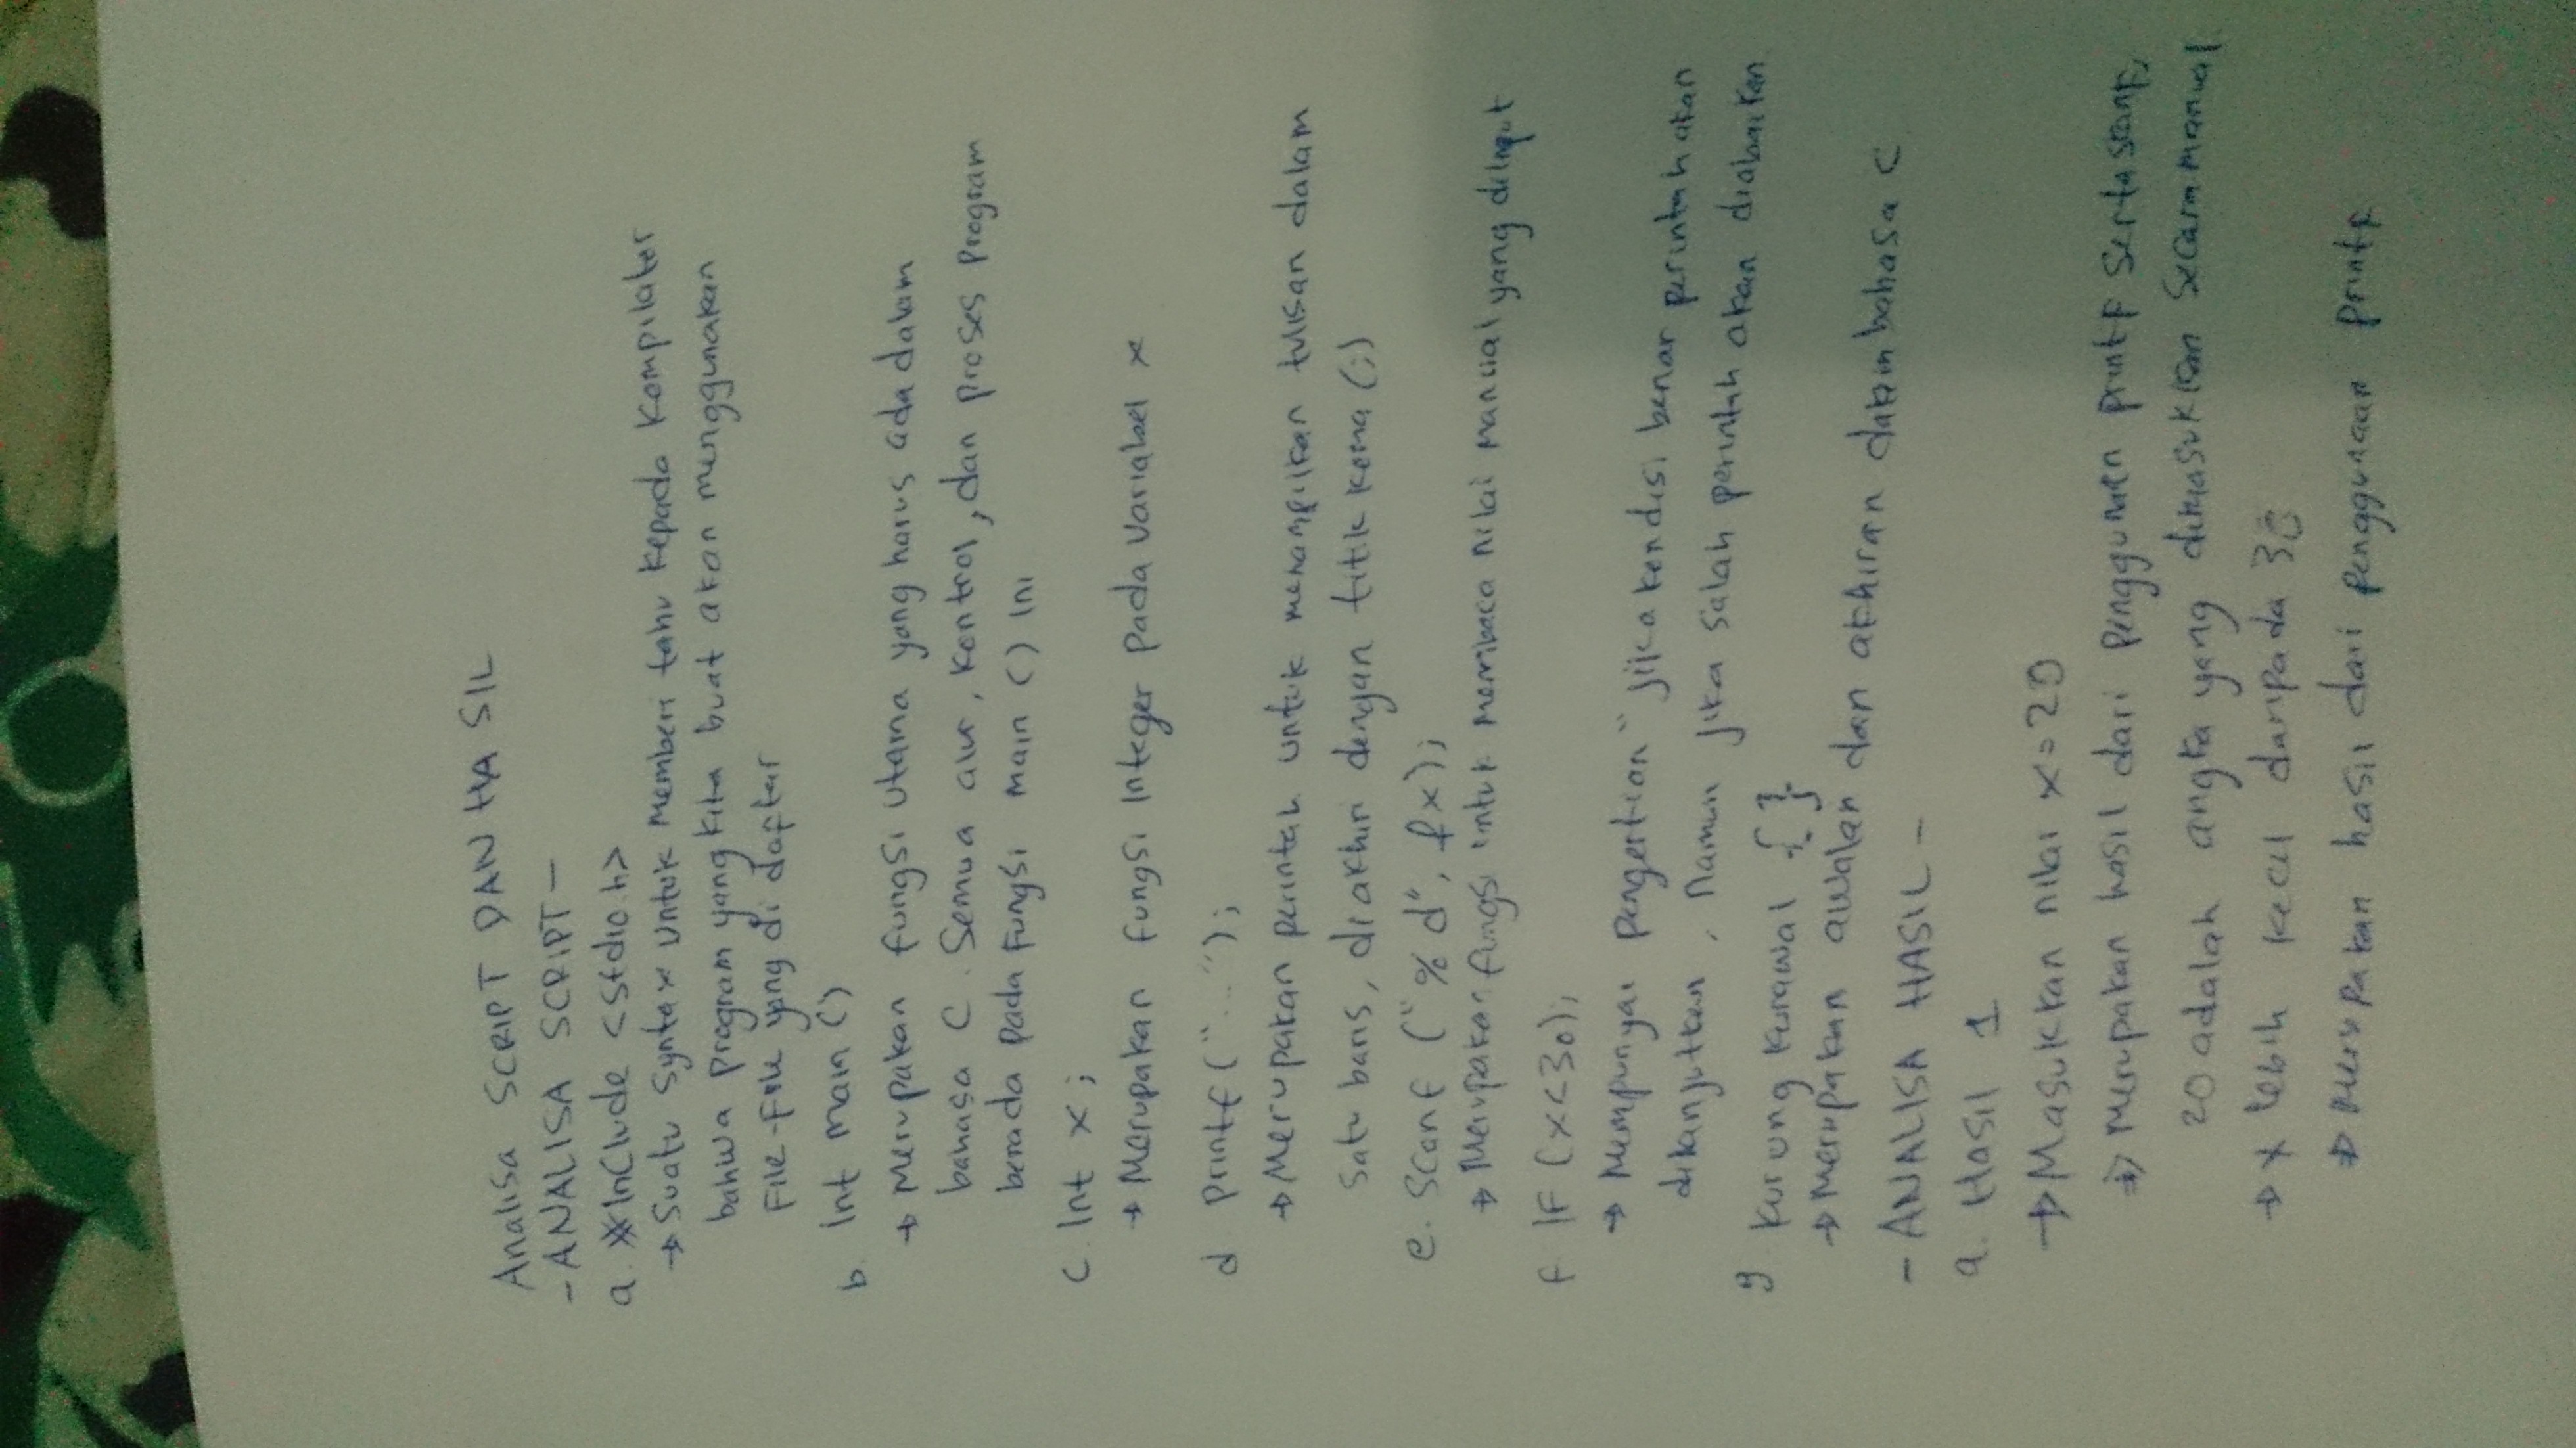 Analisa SCRIPT DAN HASIL
- ANALISA SCRIPT -
a. #Include <Stdio.h>
→ Suatu Syntax untuk memberi tahu kepada Kompilator
bahwa program yang kita buat akan menggunakan
File-File yang di daftar
b. Int main ()
→ Merupakan fungsi utama yang harus ada dalam
bahasa C. Semua alur, kontrol, dan proses program
berada pada fungsi main () ini
c. Int x;
→ Merupakan fungsi Integer pada variabel x
d printf ("...");
→ Merupakan perintah untuk menampilkan tulisan dalam
satu baris, diakhiri dengan titik koma (;)
e. Scanf ("%d", &x);
→ Merupakan fungsi untuk membaca nilai manual yang diinput
f. IF (x<30);
→ Mempunyai pengertian "jika kondisi benar perintah akan
dilanjutkan, namun jika salah perintah akan diabaikan
g. Kurung kurawal { }
→ Merupakan awalan dan akhiran dalam bahasa C
- ANALISA HASIL -
a. Hasil 1
→ Masukkan nilai x = 20
→ Merupakan hasil dari penggunaan printf serta scanf,
20 adalah angka yang dimasukkan secara manual
→ x lebih kecil daripada 30
→ Merupakan hasil dari penggunaan printf